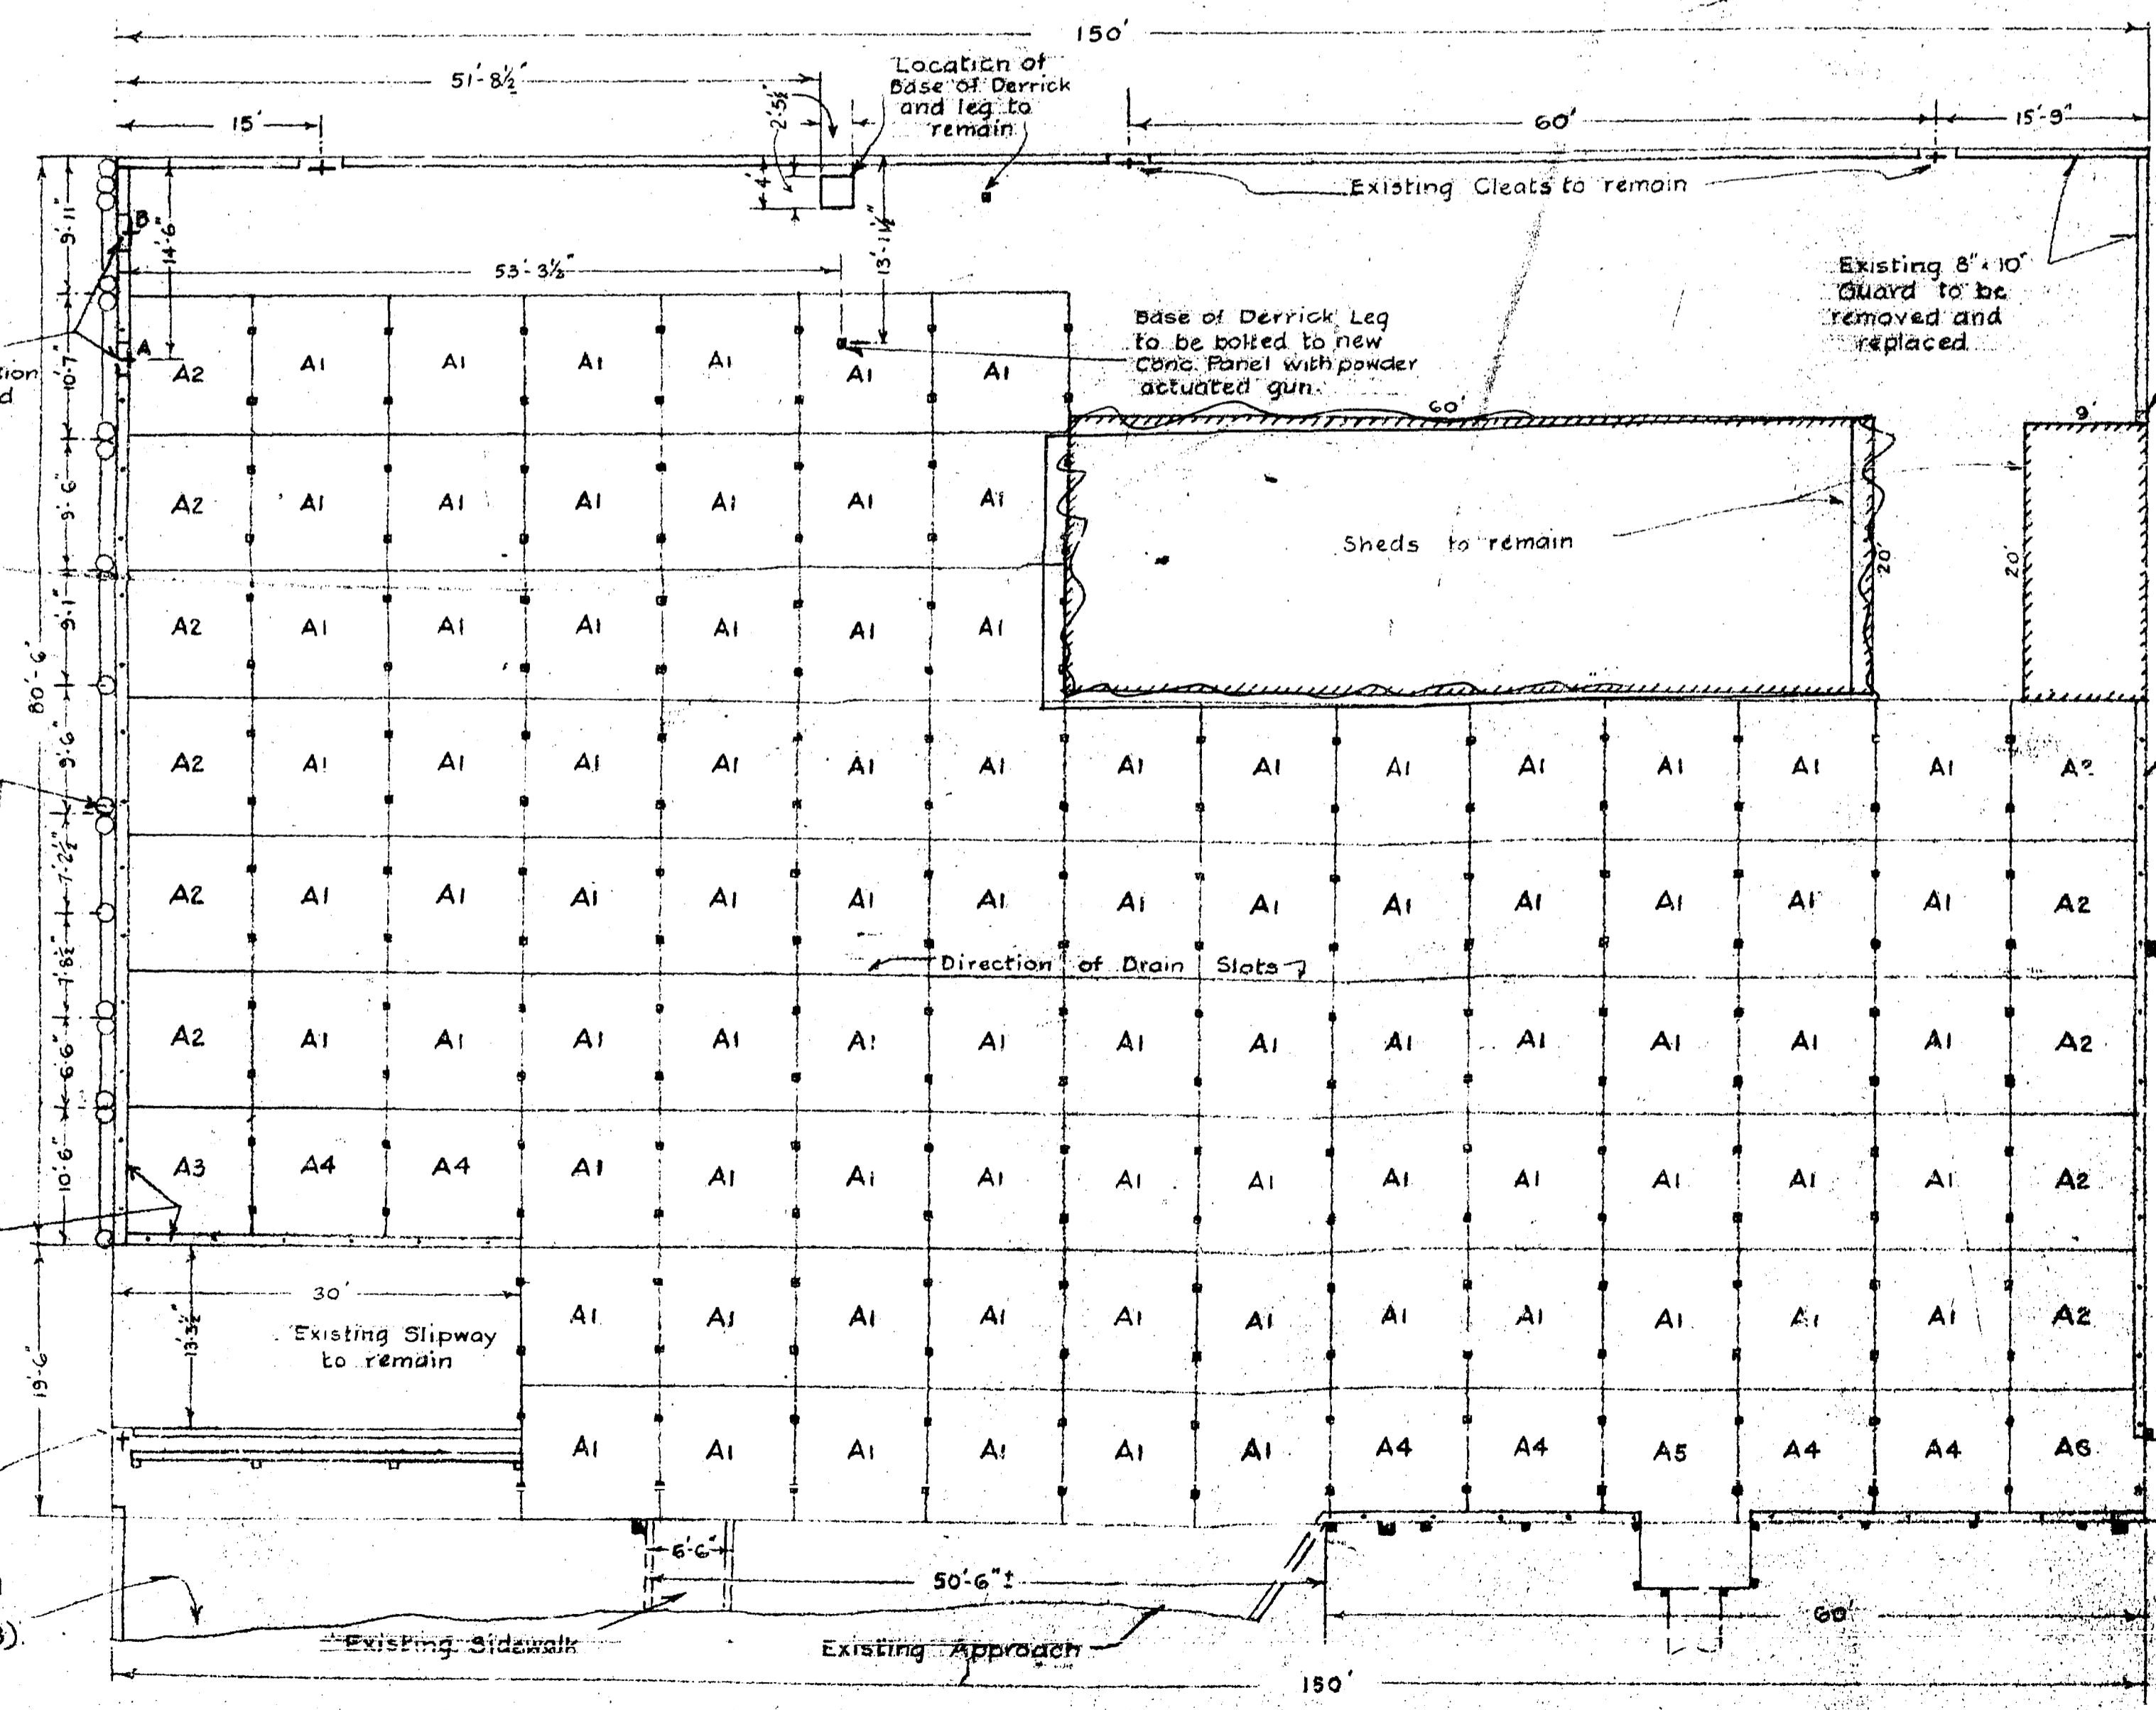 150'
51'-8½"
Location of
Base of Derrick
and leg to
remain
2'-5½"
15'
60'
15'-9"
4'
Existing Cleats to remain
9'-11"
B
14'-6"
13'-1½"
53'-3½"
Existing 8"x10"
Guard to be
removed and
replaced
Base of Derrick Leg
to be bolted to new
Conc. Panel with powder
actuated gun.
A
10'-7"
A2 A1 A1 A1 A1 A1 A1
60'
9'
80'-6"
9'-6"
A2 A1 A1 A1 A1 A1 A1
Sheds to remain
20'
20'
9'-1"
A2 A1 A1 A1 A1 A1 A1
9'-6"
A2 A1 A1 A1 A1 A1 A1 A1 A1 A1 A1 A1 A1 A1
7'-2½"
A2 A1 A1 A1 A1 A1 A1 A1 A1 A1 A1 A1 A1 A1 A2
7'-8½"
Direction of Drain Slots
6'-6"
A2 A1 A1 A1 A1 A1 A1 A1 A1 A1 A1 A1 A1 A1 A2
10'-6"
A3 A4 A4 A1 A1 A1 A1 A1 A1 A1 A1 A1 A1 A1 A2
30'
13'-3½"
Existing Slipway
to remain
A1 A1 A1 A1 A1 A1 A1 A1 A1 A1 A1 A2
19'-6"
A1 A1 A1 A1 A1 A1 A4 A4 A5 A4 A4 A6
50'-6"±
60'
Existing Sidewalk
Existing Approach
150'